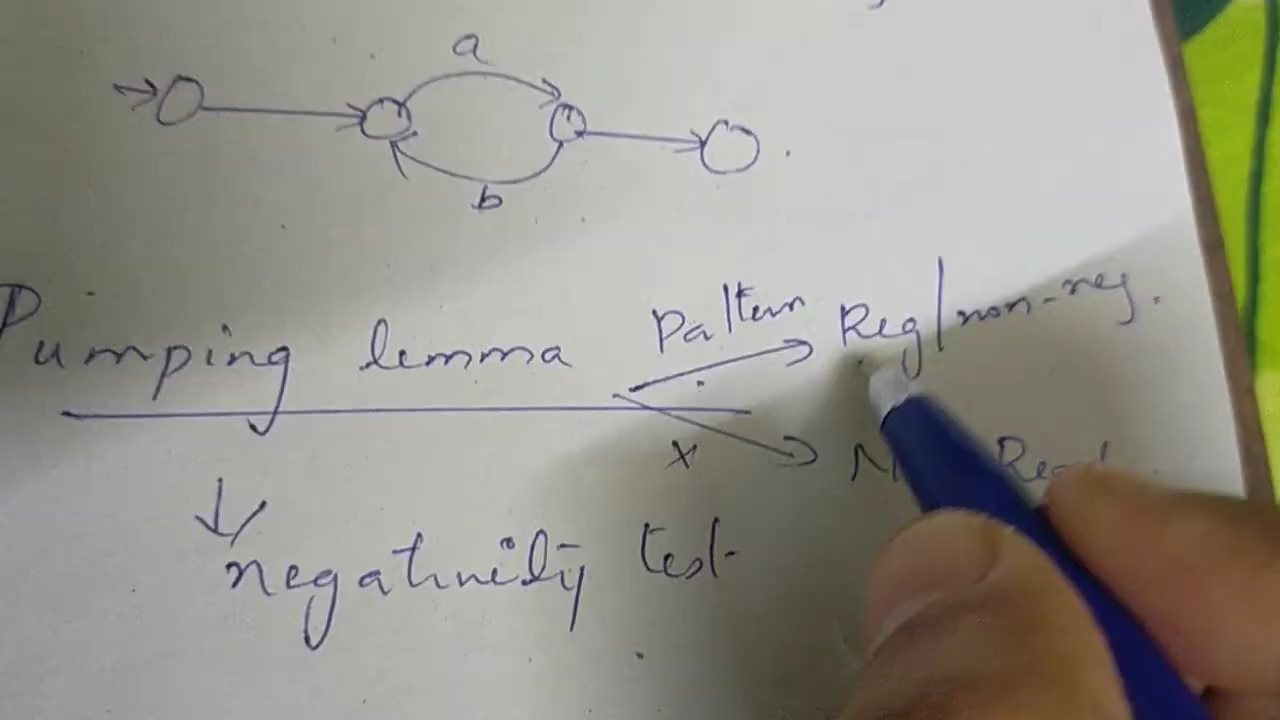 a
b
Pumping lemma
Pattern Reg/non-reg.
x
negativity test